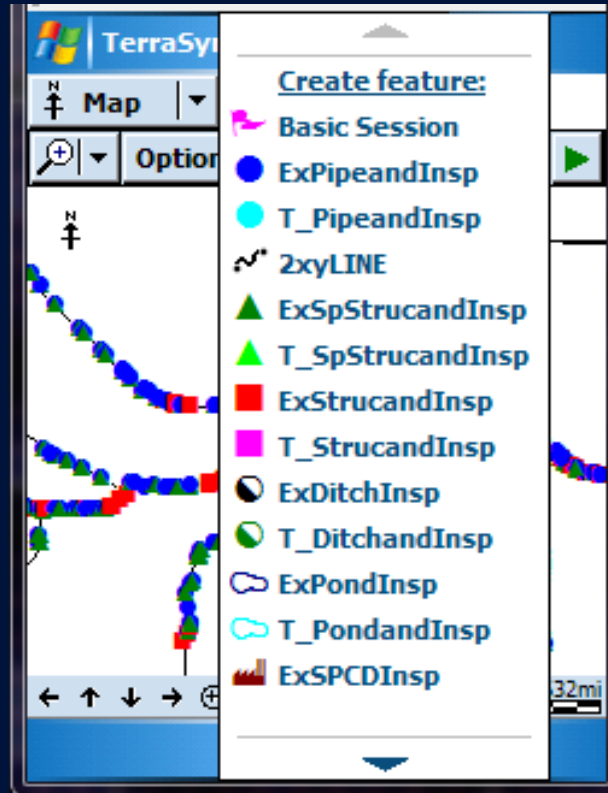 TerraSy
Map
Option
N
Create feature:
Basic Session
ExPipeandInsp
T_PipeandInsp
2xyLINE
ExSpStrucandInsp
T_SpStrucandInsp
ExStrucandInsp
T_StrucandInsp
ExDitchInsp
T_DitchandInsp
ExPondInsp
T_PondandInsp
ExSPCDInsp
32mi